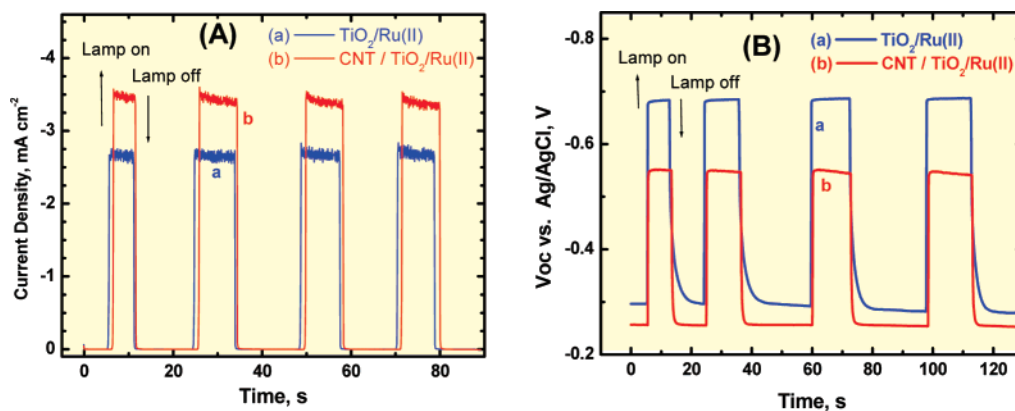 (A)
(a) — TiO₂/Ru(II)
(b) — CNT / TiO₂/Ru(II)
Lamp on
Lamp off
b
a
-4
-3
-2
-1
0
Current Density, mA cm⁻²
0 20 40 60 80
Time, s
(B)
(a) — TiO₂/Ru(II)
(b) — CNT / TiO₂/Ru(II)
Lamp on
Lamp off
a
b
-0.8
-0.6
-0.4
-0.2
Voc vs. Ag/AgCl, V
0 20 40 60 80 100 120
Time, s